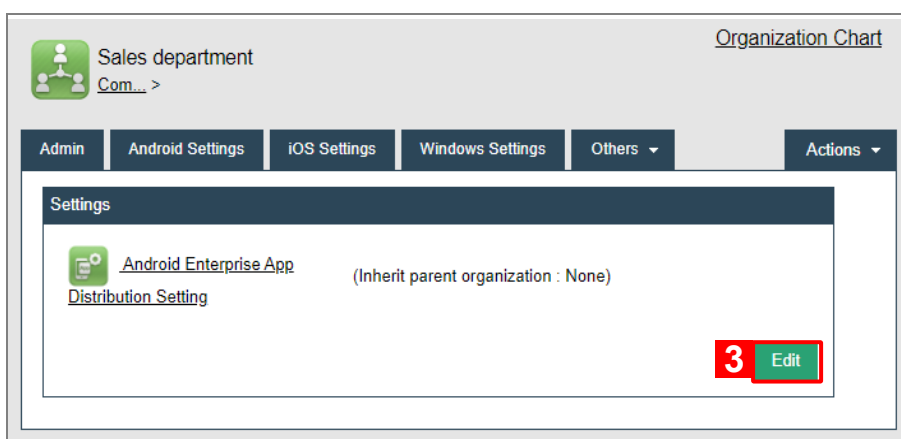 Organization Chart
Sales department
Com... >
Admin
Android Settings
iOS Settings
Windows Settings
Others
Actions
Settings
Android Enterprise App
Distribution Setting
(Inherit parent organization : None)
3
Edit